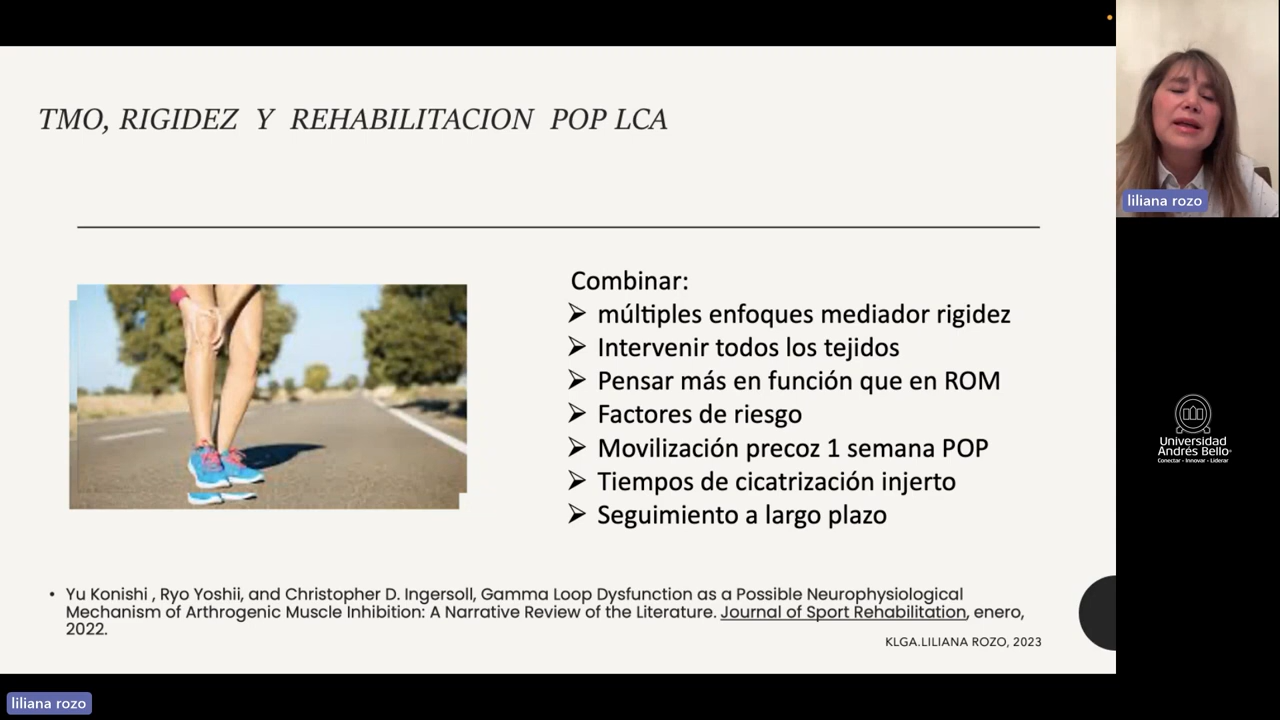 TMO, RIGIDEZ Y REHABILITACION POP LCA
Combinar:
➢ múltiples enfoques mediador rigidez
➢ Intervenir todos los tejidos
➢ Pensar más en función que en ROM
➢ Factores de riesgo
➢ Movilización precoz 1 semana POP
➢ Tiempos de cicatrización injerto
➢ Seguimiento a largo plazo
• Yu Konishi , Ryo Yoshii, and Christopher D. Ingersoll, Gamma Loop Dysfunction as a Possible Neurophysiological
Mechanism of Arthrogenic Muscle Inhibition: A Narrative Review of the Literature. Journal of Sport Rehabilitation, enero,
2022.
KLGA.LILIANA ROZO, 2023
liliana rozo
Universidad
Andrés Bello
Conectar - Innovar - Liderar
liliana rozo